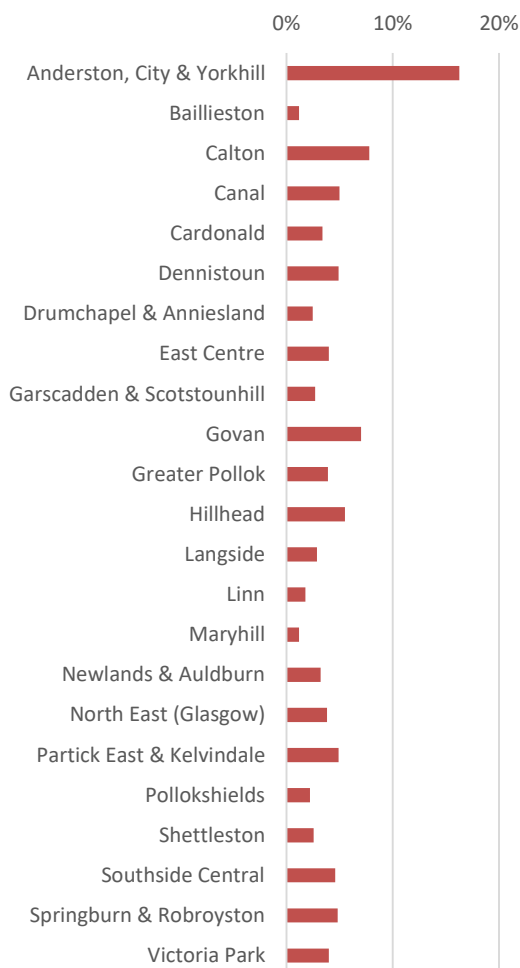 0% 10% 20%
Anderston, City & Yorkhill
Baillieston
Calton
Canal
Cardonald
Dennistoun
Drumchapel & Anniesland
East Centre
Garscadden & Scotstounhill
Govan
Greater Pollok
Hillhead
Langside
Linn
Maryhill
Newlands & Auldburn
North East (Glasgow)
Partick East & Kelvindale
Pollokshields
Shettleston
Southside Central
Springburn & Robroyston
Victoria Park